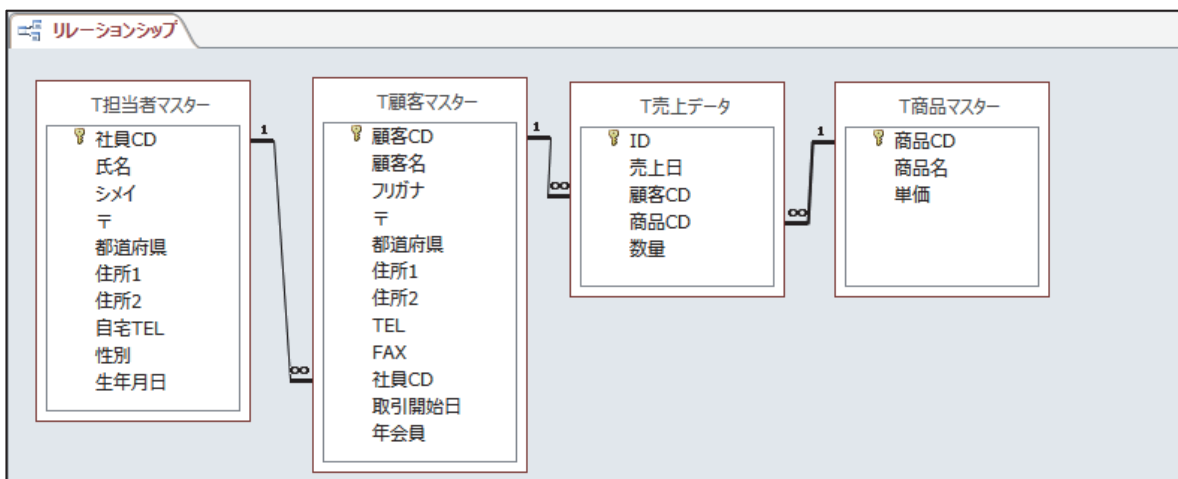 リレーションシップ
T担当者マスター
社員CD
氏名
シメイ
〒
都道府県
住所1
住所2
自宅TEL
性別
生年月日
1
∞
T顧客マスター
顧客CD
顧客名
フリガナ
〒
都道府県
住所1
住所2
TEL
FAX
社員CD
取引開始日
年会員
1
∞
T売上データ
ID
売上日
顧客CD
商品CD
数量
∞
1
T商品マスター
商品CD
商品名
単価